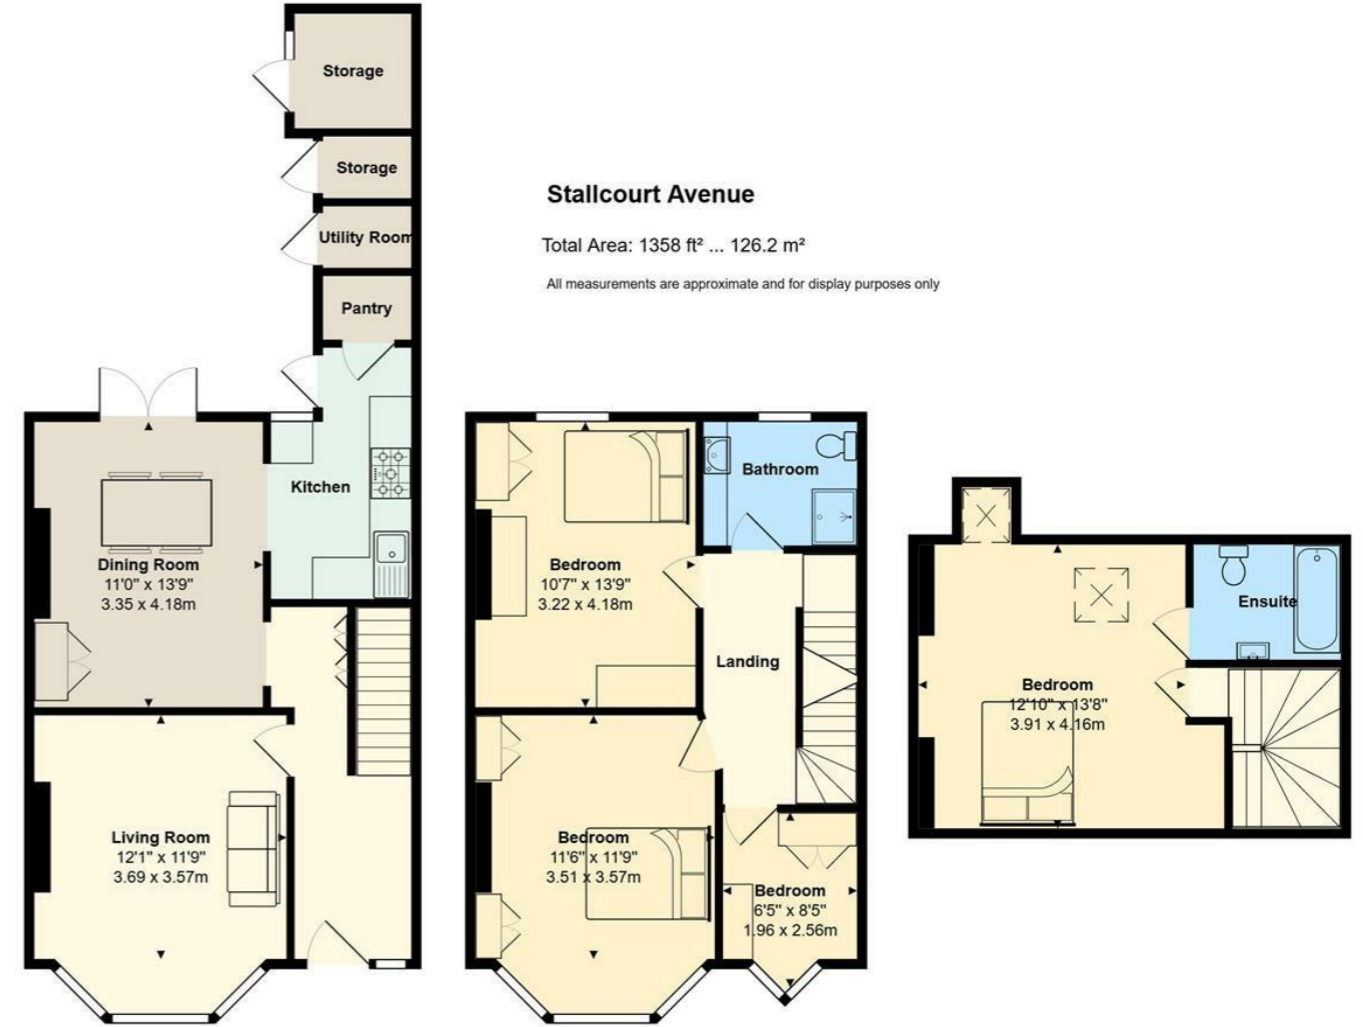 Stallcourt Avenue
Total Area: 1358 ft² ... 126.2 m²
All measurements are approximate and for display purposes only
Storage
Storage
Utility Room
Pantry
Kitchen
Dining Room
11'0" x 13'9"
3.35 x 4.18m
Living Room
12'1" x 11'9"
3.69 x 3.57m
Bedroom
10'7" x 13'9"
3.22 x 4.18m
Bathroom
Landing
Bedroom
11'6" x 11'9"
3.51 x 3.57m
Bedroom
6'5" x 8'5"
1.96 x 2.56m
Ensuite
Bedroom
12'10" x 13'8"
3.91 x 4.16m